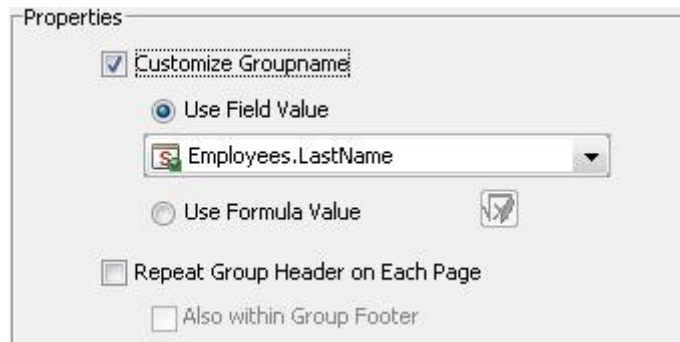 Properties
Customize Groupname
Use Field Value
Employees.LastName
Use Formula Value
Repeat Group Header on Each Page
Also within Group Footer